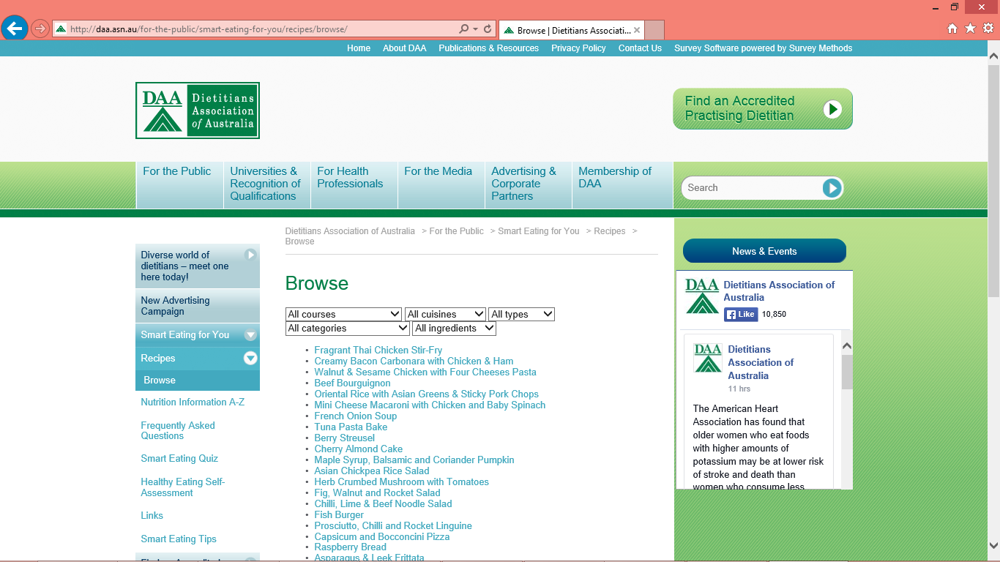 http://daa.asn.au/for-the-public/smart-eating-for-you/recipes/browse/
Browse | Dietitians Associati...
Home About DAA Publications & Resources Privacy Policy Contact Us Survey Software powered by Survey Methods
DAA
Dietitians
Association
of Australia
Find an Accredited
Practising Dietitian
For the Public
Universities &
Recognition of
Qualifications
For Health
Professionals
For the Media
Advertising &
Corporate
Partners
Membership of
DAA
Search
Diverse world of
dietitians – meet one
here today!
New Advertising
Campaign
Smart Eating for You
Recipes
Browse
Nutrition Information A-Z
Frequently Asked
Questions
Smart Eating Quiz
Healthy Eating Self-
Assessment
Links
Smart Eating Tips
Dietitians Association of Australia > For the Public > Smart Eating for You > Recipes >
Browse
Browse
All courses All cuisines All types
All categories All ingredients
• Fragrant Thai Chicken Stir-Fry
• Creamy Bacon Carbonara with Chicken & Ham
• Walnut & Sesame Chicken with Four Cheeses Pasta
• Beef Bourguignon
• Oriental Rice with Asian Greens & Sticky Pork Chops
• Mini Cheese Macaroni with Chicken and Baby Spinach
• French Onion Soup
• Tuna Pasta Bake
• Berry Streusel
• Cherry Almond Cake
• Maple Syrup, Balsamic and Coriander Pumpkin
• Asian Chickpea Rice Salad
• Herb Crumbed Mushroom with Tomatoes
• Fig, Walnut and Rocket Salad
• Chilli, Lime & Beef Noodle Salad
• Fish Burger
• Prosciutto, Chilli and Rocket Linguine
• Capsicum and Bocconcini Pizza
• Raspberry Bread
• Asparagus & Leek Frittata
News & Events
DAA
Dietitians Association of
Australia
Like 10,850
DAA
Dietitians
Association of
Australia
11 hrs
The American Heart
Association has found that
older women who eat foods
with higher amounts of
potassium may be at lower risk
of stroke and death than
women who consume less